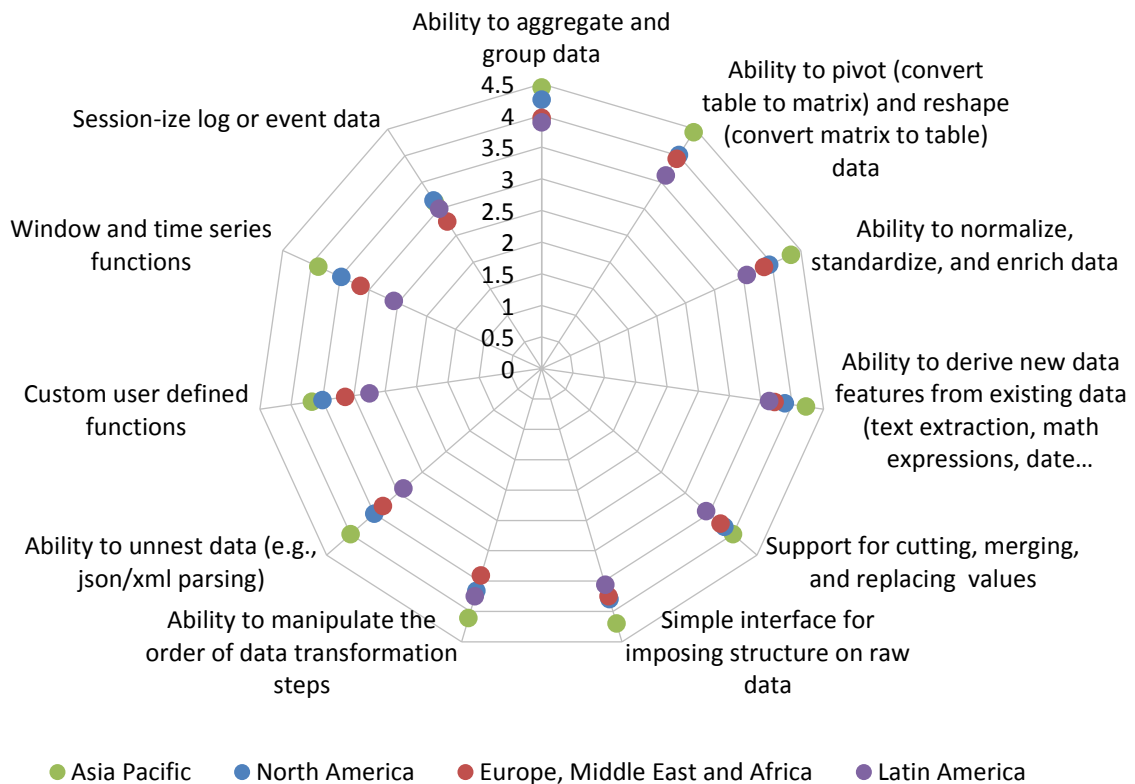 Ability to aggregate and
group data
Ability to pivot (convert
table to matrix) and reshape
(convert matrix to table)
data
Ability to normalize,
standardize, and enrich data
Ability to derive new data
features from existing data
(text extraction, math
expressions, date…
Support for cutting, merging,
and replacing values
Simple interface for
imposing structure on raw
data
Ability to manipulate the
order of data transformation
steps
Ability to unnest data (e.g.,
json/xml parsing)
Custom user defined
functions
Window and time series
functions
Session-ize log or event data
4.5
4
3.5
3
2.5
2
1.5
1
0.5
0
Asia Pacific
North America
Europe, Middle East and Africa
Latin America